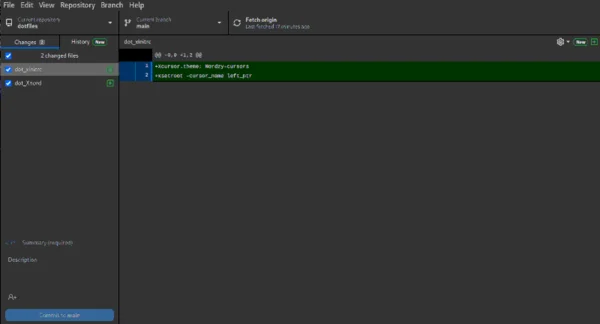 File Edit View Repository Branch Help
Current repository
dotfiles
Current branch
main
Fetch origin
Last fetched 17 minutes ago
Changes 2
History New
dot_xinitrc
New
2 changed files
dot_xinitrc
dot_Xnord
@@ -0,0 +1,2 @@
1 +Xcursor.theme: Nordzy-cursors
2 +xsetroot -cursor_name left_ptr
Summary (required)
Description
Commit to main